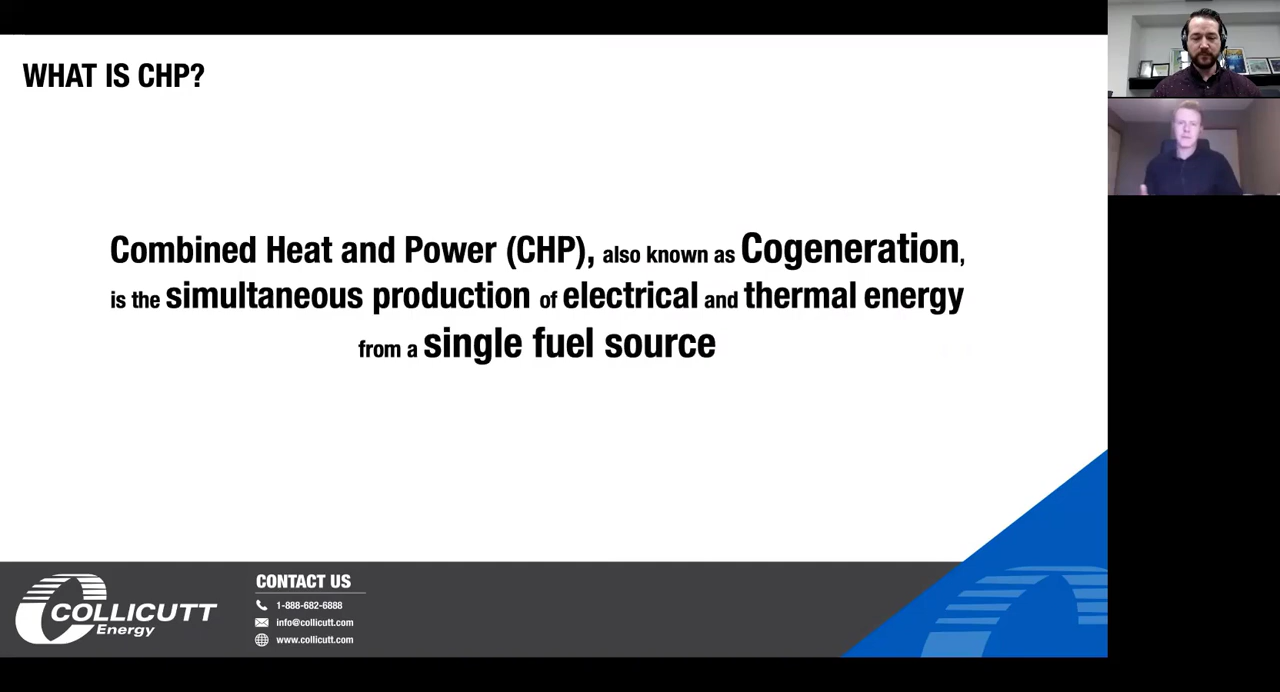 WHAT IS CHP?
Combined Heat and Power (CHP), also known as Cogeneration,
is the simultaneous production of electrical and thermal energy
from a single fuel source
COLLICUTT
Energy
CONTACT US
1-888-682-6888
info@collicutt.com
www.collicutt.com